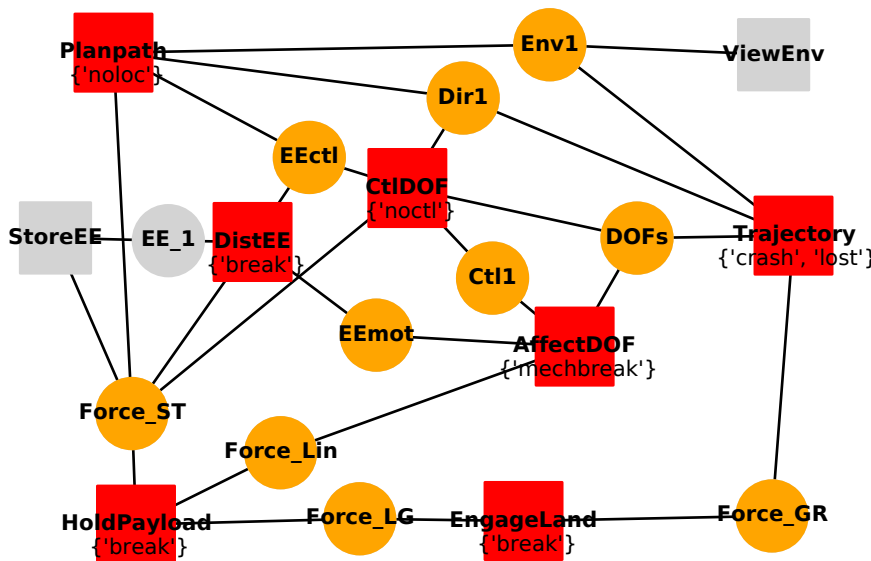 Env1
Planpath
ViewEnv
{'noloc'}
Dir1
EEctl
CtlDOF
{'noctl'}
StoreEE
EE_1
DistEE
DOFs
Trajectory
{'break'}
{'crash', 'lost'}
Ctl1
EEmot
AffectDOF
{'mechbreak'}
Force_ST
Force_Lin
HoldPayload
Force_LG
EngageLand
Force_GR
{'break'}
{'break'}